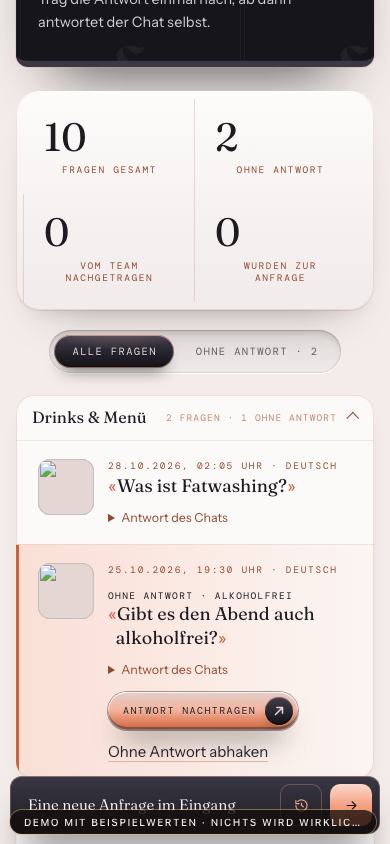 antwortet der Chat selbst.
10
FRAGEN GESAMT
2
OHNE ANTWORT
0
VOM TEAM
NACHGETRAGEN
0
WURDEN ZUR
ANFRAGE
ALLE FRAGEN
OHNE ANTWORT · 2
Drinks & Menü
2 FRAGEN · 1 OHNE ANTWORT
28.10.2026, 02:05 UHR · DEUTSCH
«Was ist Fatwashing?»
Antwort des Chats
25.10.2026, 19:30 UHR · DEUTSCH
OHNE ANTWORT · ALKOHOLFREI
«Gibt es den Abend auch
alkoholfrei?»
Antwort des Chats
ANTWORT NACHTRAGEN
Ohne Antwort abhaken
Eine neue Anfrage im Eingang
DEMO MIT BEISPIELWERTEN · NICHTS WIRD WIRKLIC…